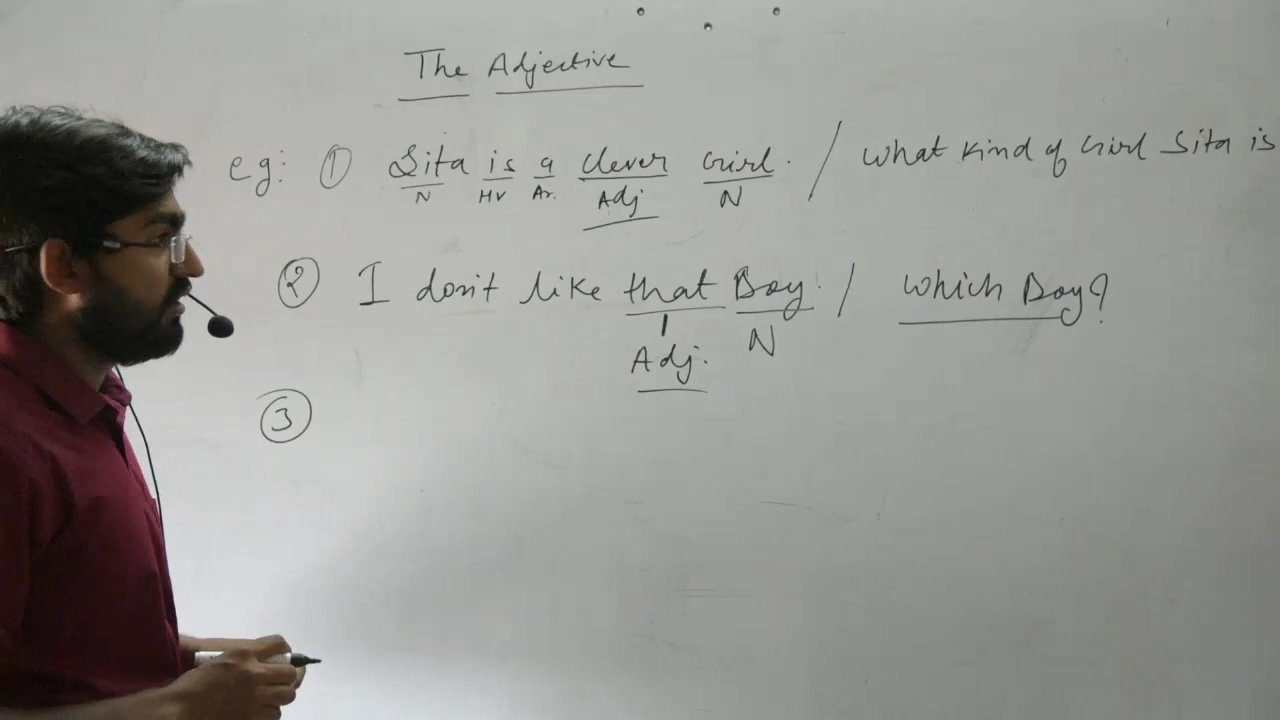 The Adjective
eg: ① Sita is a clever Girl. / What kind of Girl Sita is
N HV Ar. Adj N
② I don't like that Boy. / Which Boy?
Adj. N
③